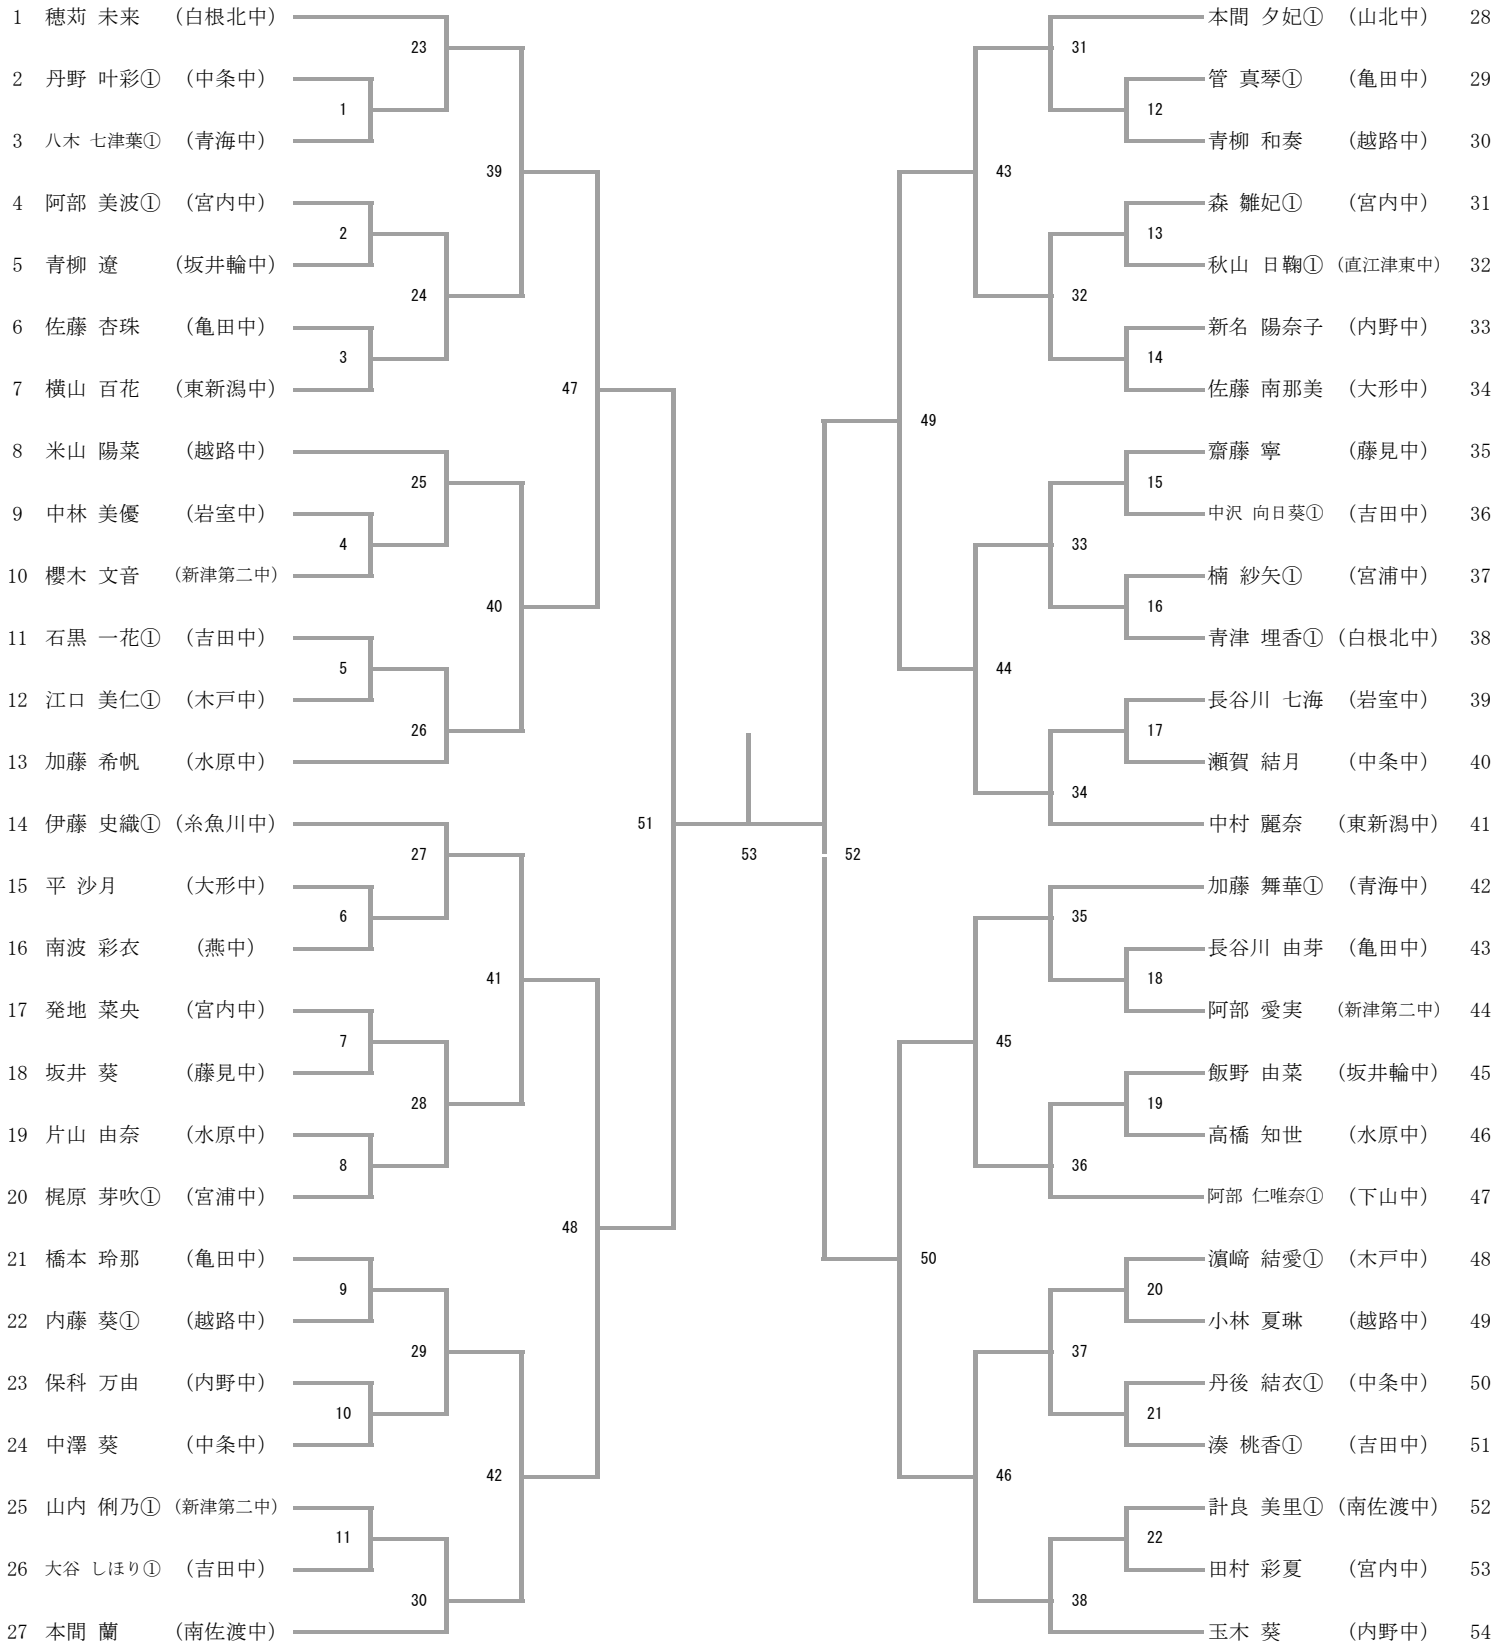 1 穂苅 未来 （白根北中）
23
2 丹野 叶彩① （中条中）
1
3 八木 七津葉① （青海中）
39
4 阿部 美波① （宮内中）
2
5 青柳 遼 （坂井輪中）
24
6 佐藤 杏珠 （亀田中）
3
7 横山 百花 （東新潟中）
47
8 米山 陽菜 （越路中）
25
9 中林 美優 （岩室中）
4
10 櫻木 文音 （新津第二中）
40
11 石黒 一花① （吉田中）
5
12 江口 美仁① （木戸中）
26
13 加藤 希帆 （水原中）
14 伊藤 史織① （糸魚川中）
51
27
15 平 沙月 （大形中）
6
16 南波 彩衣 （燕中）
41
17 発地 菜央 （宮内中）
7
18 坂井 葵 （藤見中）
28
19 片山 由奈 （水原中）
8
20 梶原 芽吹① （宮浦中）
48
21 橋本 玲那 （亀田中）
9
22 内藤 葵① （越路中）
29
23 保科 万由 （内野中）
10
24 中澤 葵 （中条中）
42
25 山内 俐乃① （新津第二中）
11
26 大谷 しほり① （吉田中）
30
27 本間 蘭 （南佐渡中）
53
52
本間 夕妃① （山北中） 28
31
管 真琴① （亀田中） 29
12
青柳 和奏 （越路中） 30
43
森 雛妃① （宮内中） 31
13
秋山 日鞠① （直江津東中） 32
32
新名 陽奈子 （内野中） 33
14
佐藤 南那美 （大形中） 34
49
齋藤 寧 （藤見中） 35
15
中沢 向日葵① （吉田中） 36
33
楠 紗矢① （宮浦中） 37
16
青津 埋香① （白根北中） 38
44
長谷川 七海 （岩室中） 39
17
瀬賀 結月 （中条中） 40
34
中村 麗奈 （東新潟中） 41
加藤 舞華① （青海中） 42
35
長谷川 由芽 （亀田中） 43
18
阿部 愛実 （新津第二中） 44
45
飯野 由菜 （坂井輪中） 45
19
高橋 知世 （水原中） 46
36
阿部 仁唯奈① （下山中） 47
50
濵﨑 結愛① （木戸中） 48
20
小林 夏琳 （越路中） 49
37
丹後 結衣① （中条中） 50
21
湊 桃香① （吉田中） 51
46
計良 美里① （南佐渡中） 52
22
田村 彩夏 （宮内中） 53
38
玉木 葵 （内野中） 54